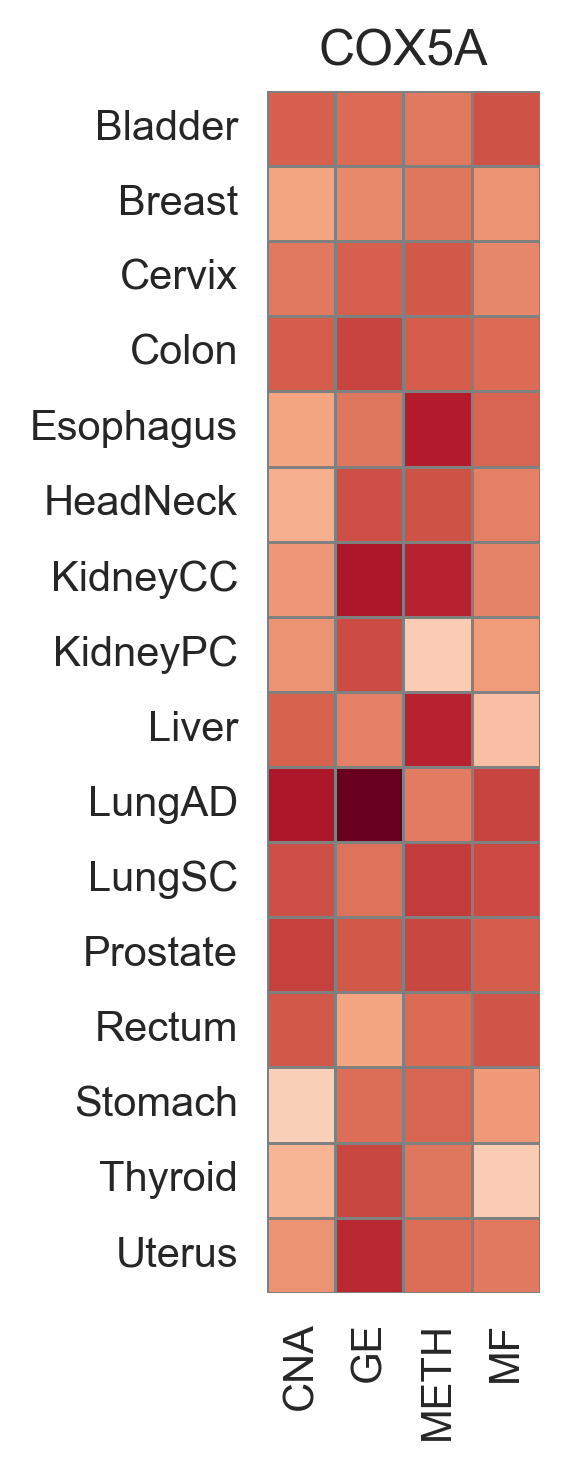 COX5A
Bladder
Breast
Cervix
Colon
Esophagus
HeadNeck
KidneyCC
KidneyPC
Liver
LungAD
LungSC
Prostate
Rectum
Stomach
Thyroid
Uterus
CNA
GE
METH
MF